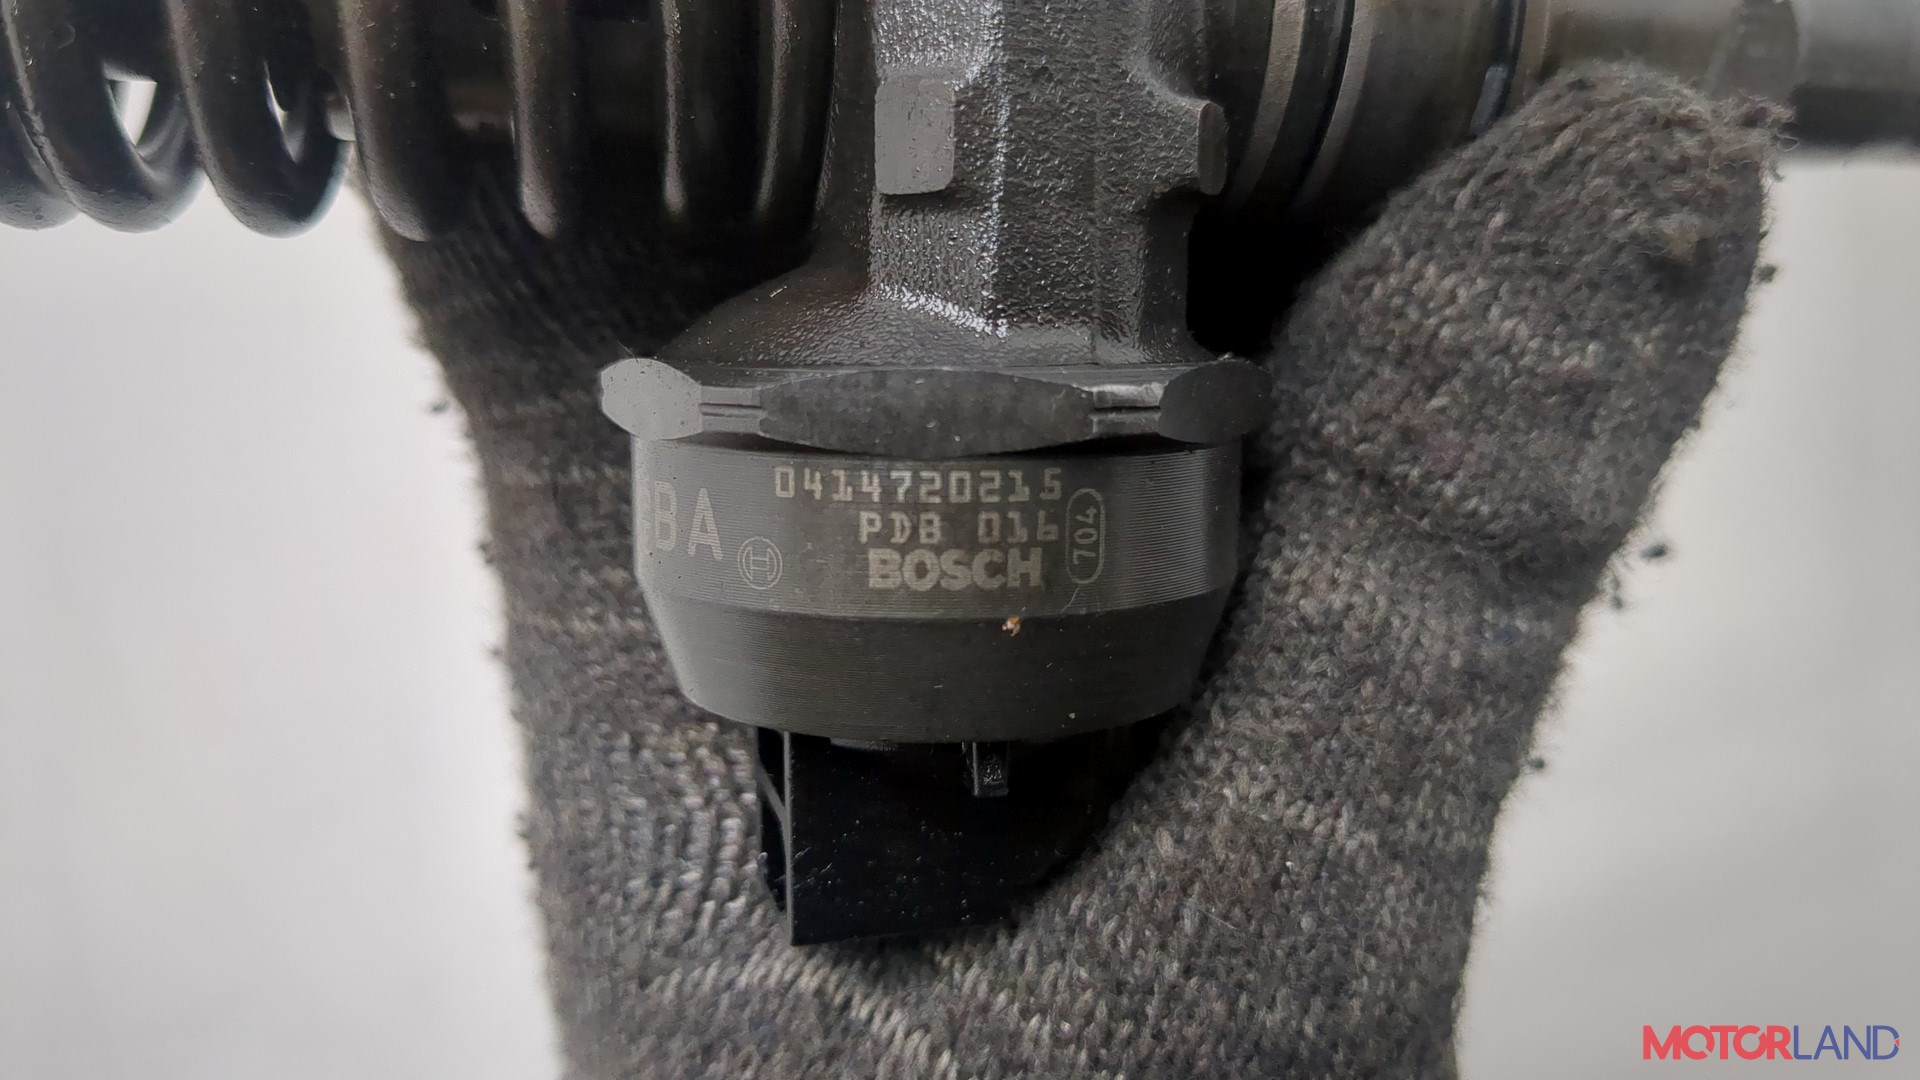 0414720215
PDB 016
BA
BOSCH
704
MOTORLAND